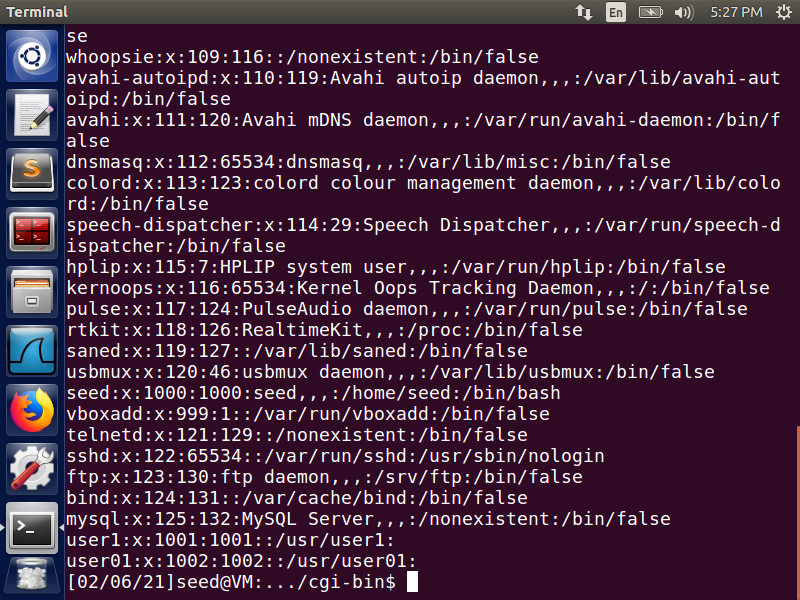 Terminal
En
5:27 PM
se
whoopsie:x:109:116::/nonexistent:/bin/false
avahi-autoipd:x:110:119:Avahi autoip daemon,,,:/var/lib/avahi-aut
oipd:/bin/false
avahi:x:111:120:Avahi mDNS daemon,,,:/var/run/avahi-daemon:/bin/f
alse
dnsmasq:x:112:65534:dnsmasq,,,:/var/lib/misc:/bin/false
colord:x:113:123:colord colour management daemon,,,:/var/lib/colo
rd:/bin/false
speech-dispatcher:x:114:29:Speech Dispatcher,,,:/var/run/speech-d
ispatcher:/bin/false
hplip:x:115:7:HPLIP system user,,,:/var/run/hplip:/bin/false
kernoops:x:116:65534:Kernel Oops Tracking Daemon,,,:/:/bin/false
pulse:x:117:124:PulseAudio daemon,,,:/var/run/pulse:/bin/false
rtkit:x:118:126:RealtimeKit,,,:/proc:/bin/false
saned:x:119:127::/var/lib/saned:/bin/false
usbmux:x:120:46:usbmux daemon,,,:/var/lib/usbmux:/bin/false
seed:x:1000:1000:seed,,,:/home/seed:/bin/bash
vboxadd:x:999:1::/var/run/vboxadd:/bin/false
telnetd:x:121:129::/nonexistent:/bin/false
sshd:x:122:65534::/var/run/sshd:/usr/sbin/nologin
ftp:x:123:130:ftp daemon,,,:/srv/ftp:/bin/false
bind:x:124:131::/var/cache/bind:/bin/false
mysql:x:125:132:MySQL Server,,,:/nonexistent:/bin/false
user1:x:1001:1001::/usr/user1:
user01:x:1002:1002::/usr/user01:
[02/06/21]seed@VM:.../cgi-bin$